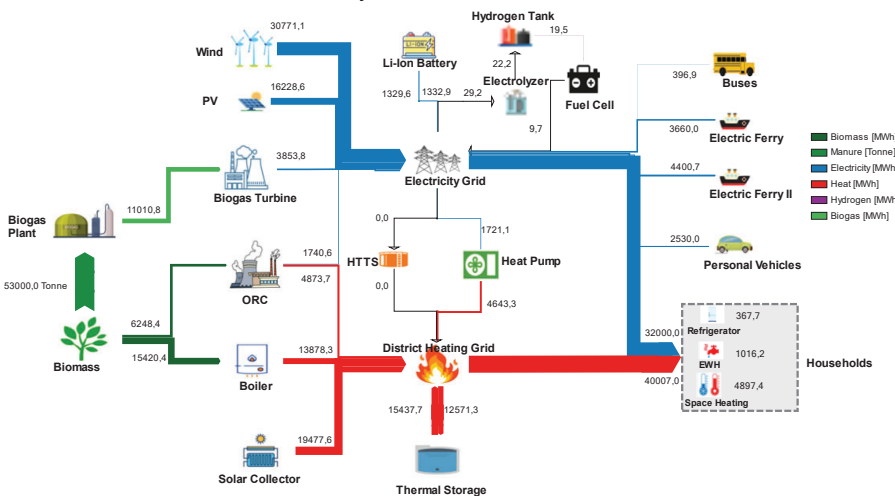 30771,1
Wind
16228,6
PV
3853,8
Biogas Turbine
11010,8
Biogas
Plant
53000,0 Tonne
Biomass
6248,4
15420,4
1740,6
4873,7
ORC
13878,3
Boiler
19477,6
Solar Collector
LI-ION
Li-Ion Battery
1329,6
1332,9
29,2
Hydrogen Tank
19,5
22,2
Electrolyzer
Fuel Cell
9,7
Electricity Grid
0,0
HTTS
0,0
1721,1
Heat Pump
4643,3
District Heating Grid
15437,7
12571,3
Thermal Storage
396,9
Buses
3660,0
Electric Ferry
4400,7
Electric Ferry II
2530,0
Personal Vehicles
32000,0
40007,0
367,7
Refrigerator
1016,2
EWH
4897,4
Space Heating
Households
Biomass [MWh]
Manure [Tonne]
Electricity [MWh
Heat [MWh]
Hydrogen [MWh
Biogas [MWh]